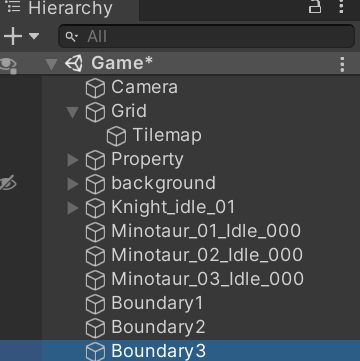 Hierarchy
All
Game*
Camera
Grid
Tilemap
Property
background
Knight_idle_01
Minotaur_01_Idle_000
Minotaur_02_Idle_000
Minotaur_03_Idle_000
Boundary1
Boundary2
Boundary3